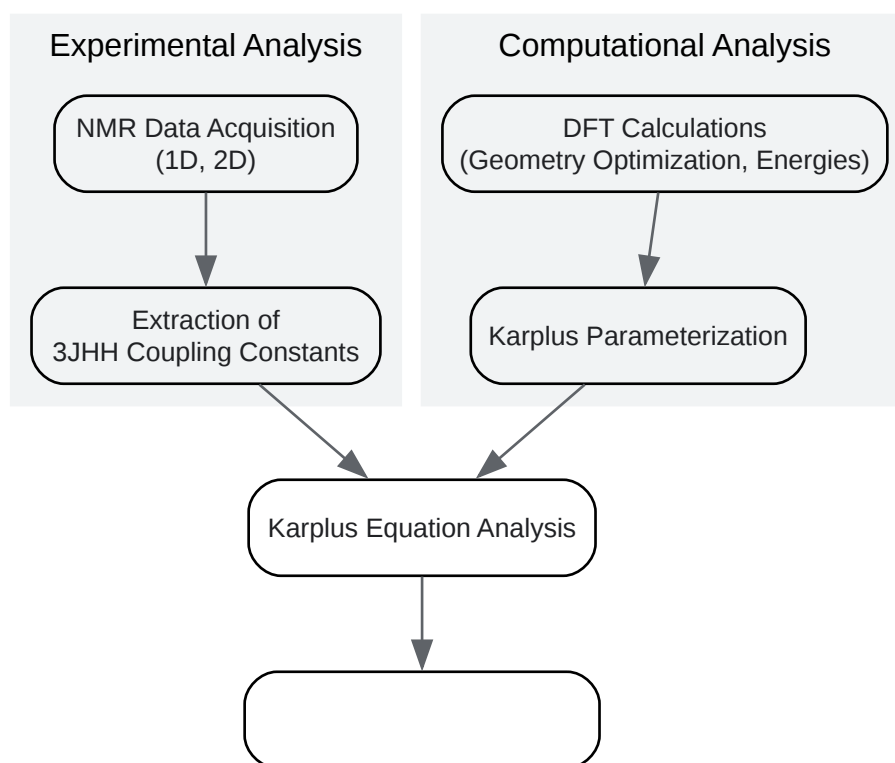 Experimental Analysis
Computational Analysis
NMR Data Acquisition
(1D, 2D)
DFT Calculations
(Geometry Optimization, Energies)
Extraction of
3JHH Coupling Constants
Karplus Parameterization
Karplus Equation Analysis